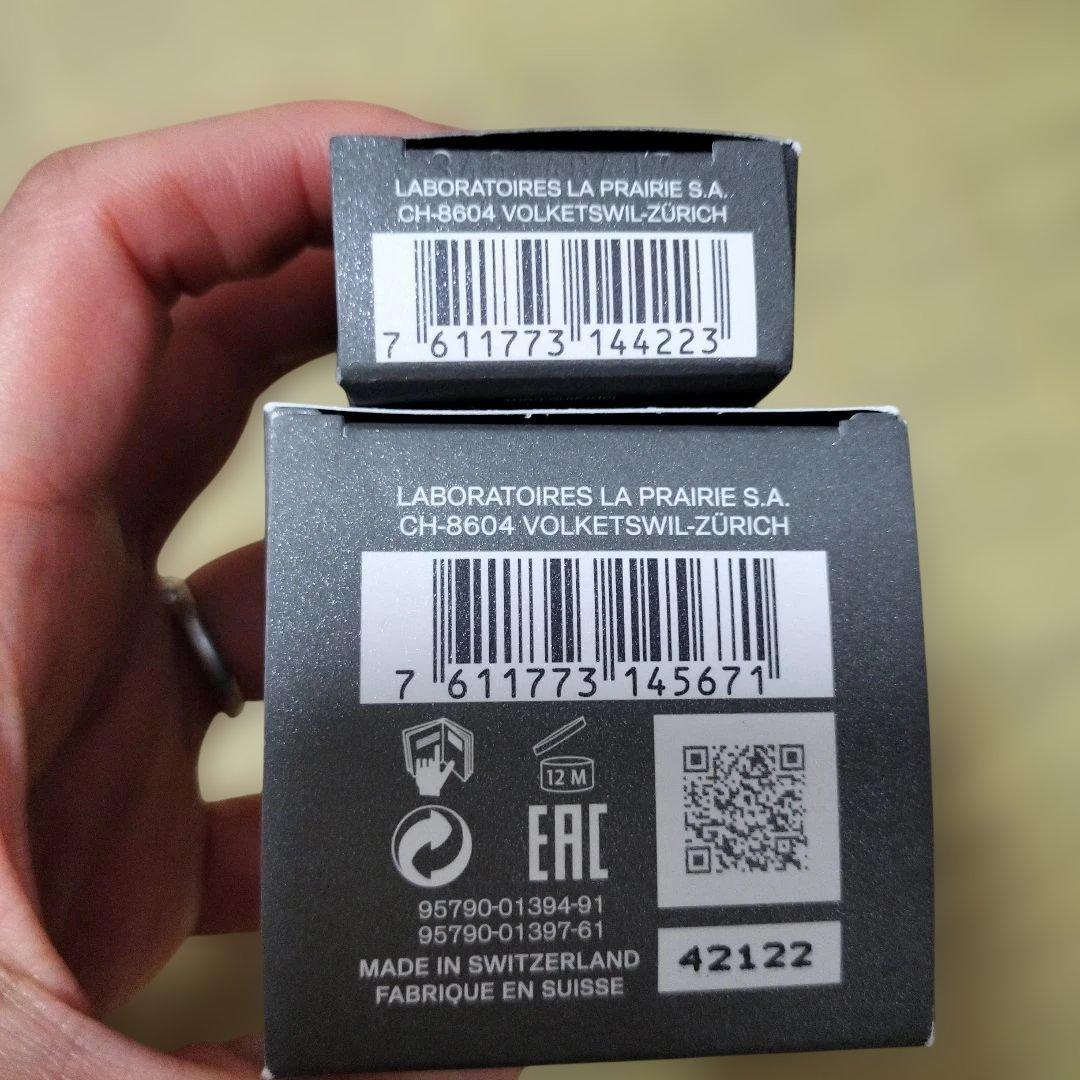 LABORATOIRES LA PRAIRIE S.A.
CH-8604 VOLKETSWIL-ZÜRICH
7 611773 144223
LABORATOIRES LA PRAIRIE S.A.
CH-8604 VOLKETSWIL-ZÜRICH
7 611773 145671
12 M
EAC
95790-01394-91
95790-01397-61
MADE IN SWITZERLAND
FABRIQUE EN SUISSE
42122